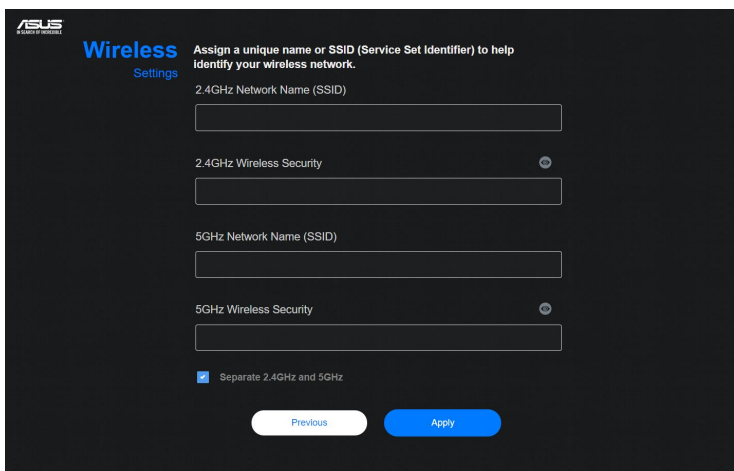 ASUS
IN SEARCH OF INCREDIBLE
Wireless
Settings
Assign a unique name or SSID (Service Set Identifier) to help
identify your wireless network.
2.4GHz Network Name (SSID)
2.4GHz Wireless Security
5GHz Network Name (SSID)
5GHz Wireless Security
Separate 2.4GHz and 5GHz
Previous
Apply